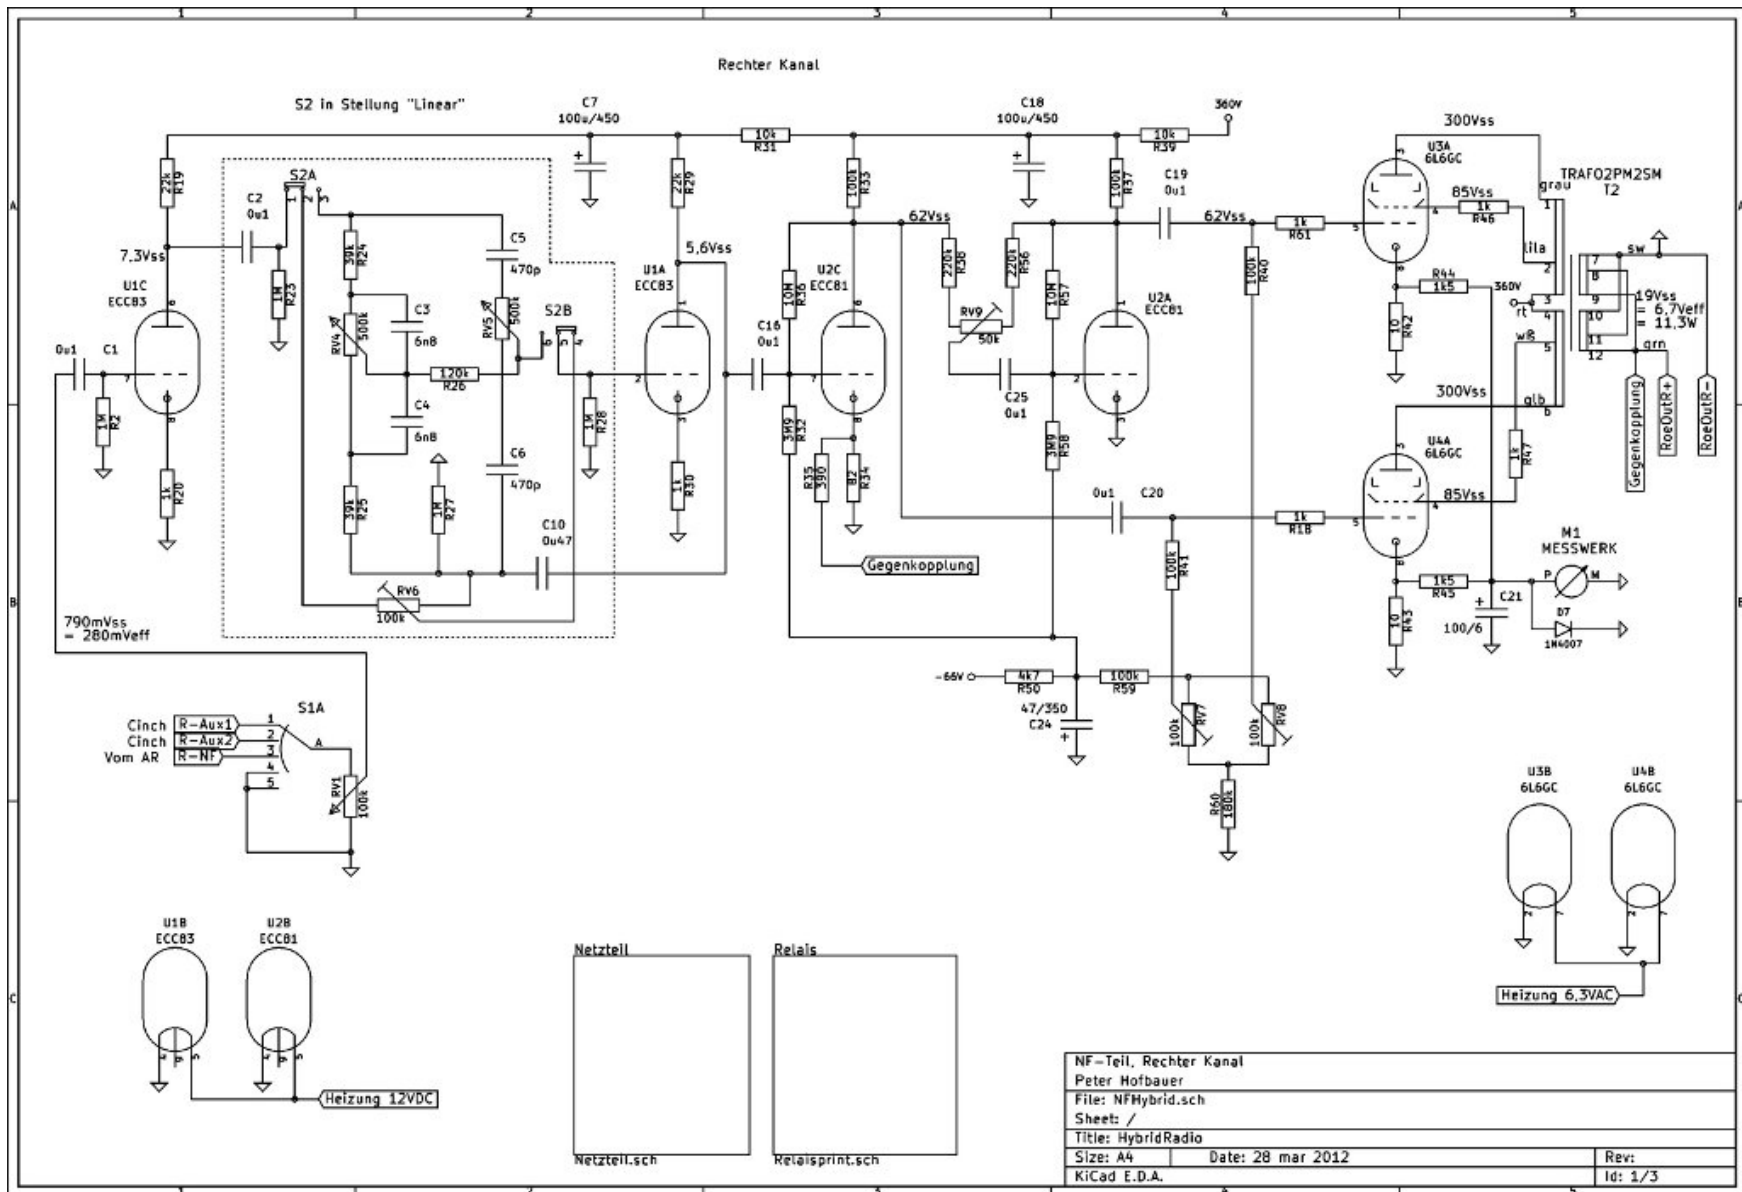 Rechter Kanal
S2 in Stellung "Linear"
C7
100u/450
C18
100u/450
360V
10k
R31
10k
R39
300Vss
U3A
6L6GC
TRAFO2PM2SM
T2
grau
22k
R19
S2A
C2
0u1
22k
R29
100k
R33
100k
R37
C19
0u1
85Vss
1k
R46
62Vss
62Vss
1k
R61
lila
sw
7,3Vss
1M
R23
39k
R24
C5
470p
5,6Vss
U1C
ECC83
U1A
ECC83
10M
R36
U2C
ECC81
220k
R38
220k
R56
10M
R57
U2A
ECC81
100k
R40
R44
1k5
360V
rt
19Vss
= 6,7Veff
= 11,3W
C3
6n8
RV4
500k
RV5
500k
S2B
C16
0u1
RV9
50k
10
R42
wß
grn
0u1
C1
120k
R26
C25
0u1
300Vss
glb
1M
R2
C4
6n8
1M
R28
3M9
R32
3M9
R58
U4A
6L6GC
1k
R47
Gegenkopplung
RoeOutR+
RoeOutR-
1k
R20
39k
R25
1M
R27
C6
470p
1k
R30
R35
390
82
R34
0u1
C20
1k
R18
85Vss
C10
0u47
M1
MESSWERK
Gegenkopplung
100k
R41
1k5
R45
P
M
RV6
100k
10
R43
C21
100/6
D7
1N4007
790mVss
= 280mVeff
-66V
4k7
R50
100k
R59
47/350
C24
100k
RV7
100k
RV8
S1A
Cinch
R-Aux1
Cinch
R-Aux2
Vom AR
R-NF
A
RV1
100k
R60
180k
U3B
6L6GC
U4B
6L6GC
U1B
ECC83
U2B
ECC81
Heizung 12VDC
Heizung 6,3VAC
Netzteil
Netzteil.sch
Relais
Relaisprint.sch
NF-Teil, Rechter Kanal
Peter Hofbauer
File: NFHybrid.sch
Sheet: /
Title: HybridRadio
Size: A4
Date: 28 mar 2012
Rev:
KiCad E.D.A.
Id: 1/3